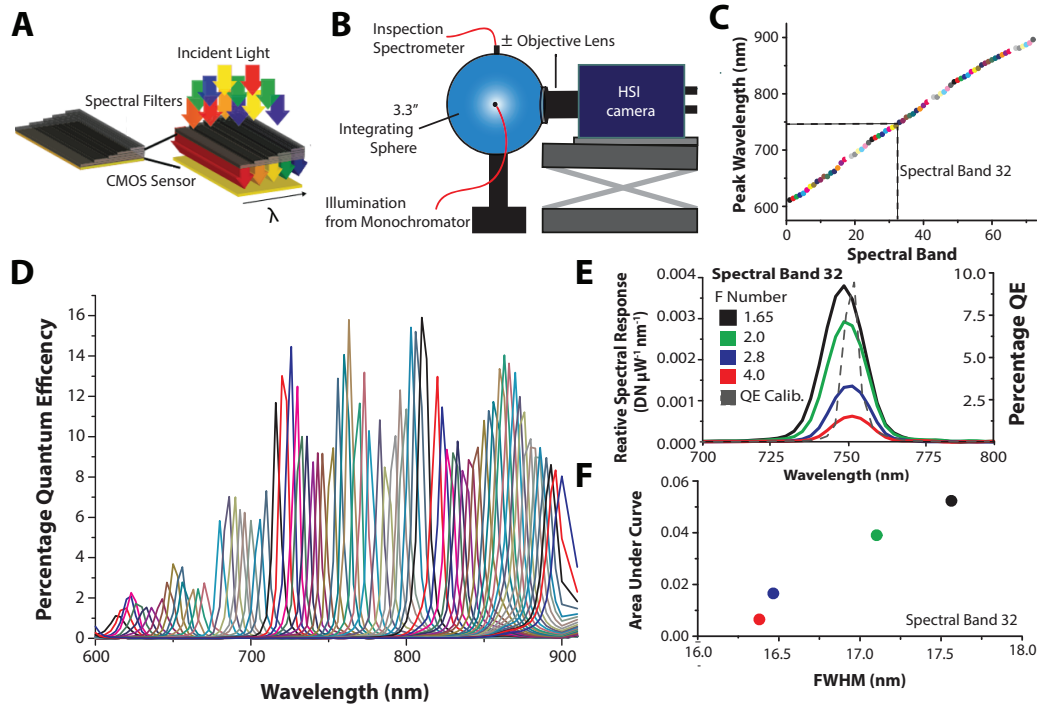 A
Incident Light
Spectral Filters
CMOS Sensor
λ
B
Inspection
Spectrometer
± Objective Lens
HSI
camera
3.3”
Integrating
Sphere
Illumination
from Monochromator
C
Peak Wavelength (nm)
900
800
700
600
Spectral Band 32
0 20 40 60
Spectral Band
D
Percentage Quantum Efficency
16
14
12
10
8
6
4
2
0
600 700 800 900
Wavelength (nm)
E
Reative Spectral Response
(DN µW⁻¹ nm⁻¹)
0.004
0.003
0.002
0.001
0.000
Spectral Band 32
F Number
1.65
2.0
2.8
4.0
QE Calib.
10.0
7.5
5.0
2.5
Percentage QE
700 725 750 775 800
Wavelength (nm)
F
Area Under Curve
0.06
0.04
0.02
0.00
Spectral Band 32
16.0 16.5 17.0 17.5 18.0
FWHM (nm)